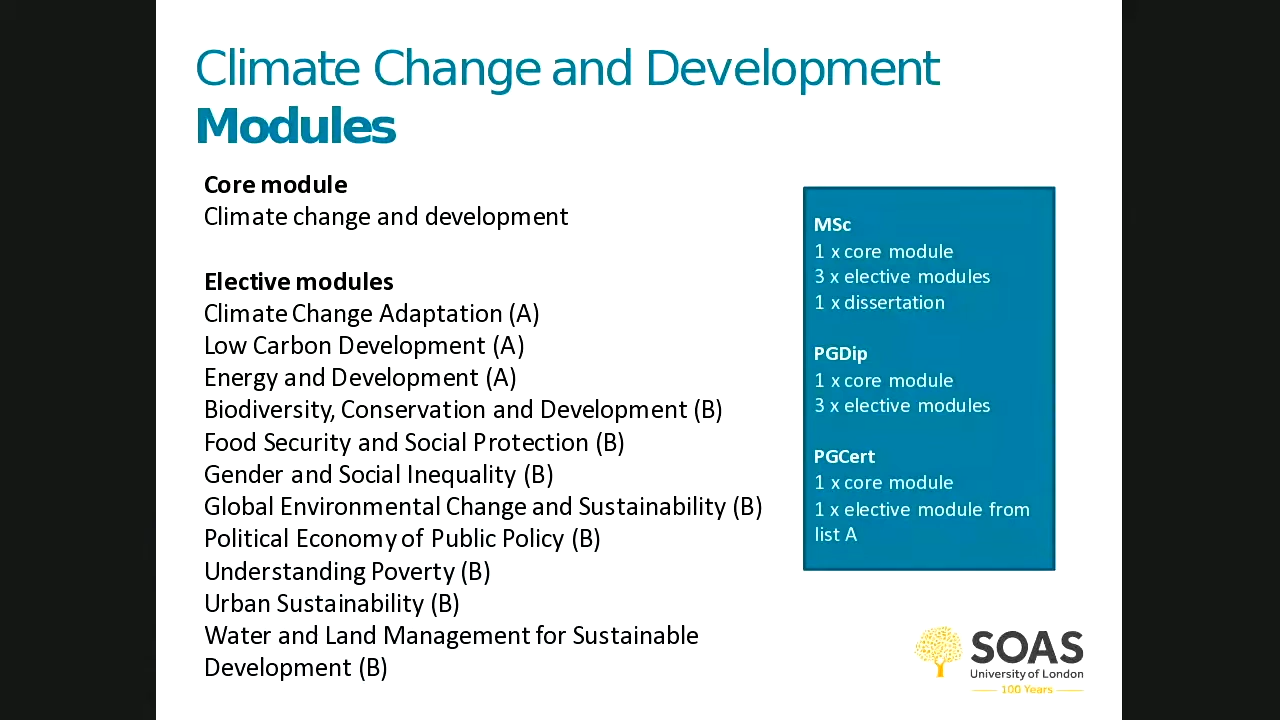 Climate Change and Development
Modules
Core module
Climate change and development
Elective modules
Climate Change Adaptation (A)
Low Carbon Development (A)
Energy and Development (A)
Biodiversity, Conservation and Development (B)
Food Security and Social Protection (B)
Gender and Social Inequality (B)
Global Environmental Change and Sustainability (B)
Political Economy of Public Policy (B)
Understanding Poverty (B)
Urban Sustainability (B)
Water and Land Management for Sustainable
Development (B)
MSc
1 x core module
3 x elective modules
1 x dissertation
PGDip
1 x core module
3 x elective modules
PGCert
1 x core module
1 x elective module from
list A
SOAS
University of London
100 Years